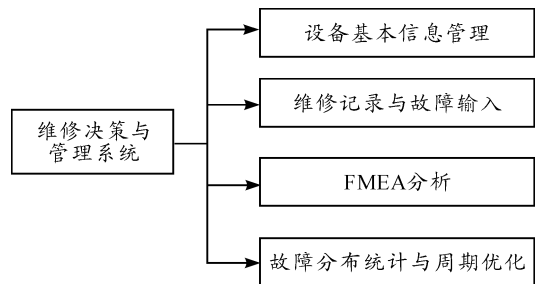 设备基本信息管理
维修记录与故障输入
维修决策与
管理系统
FMEA分析
故障分布统计与周期优化